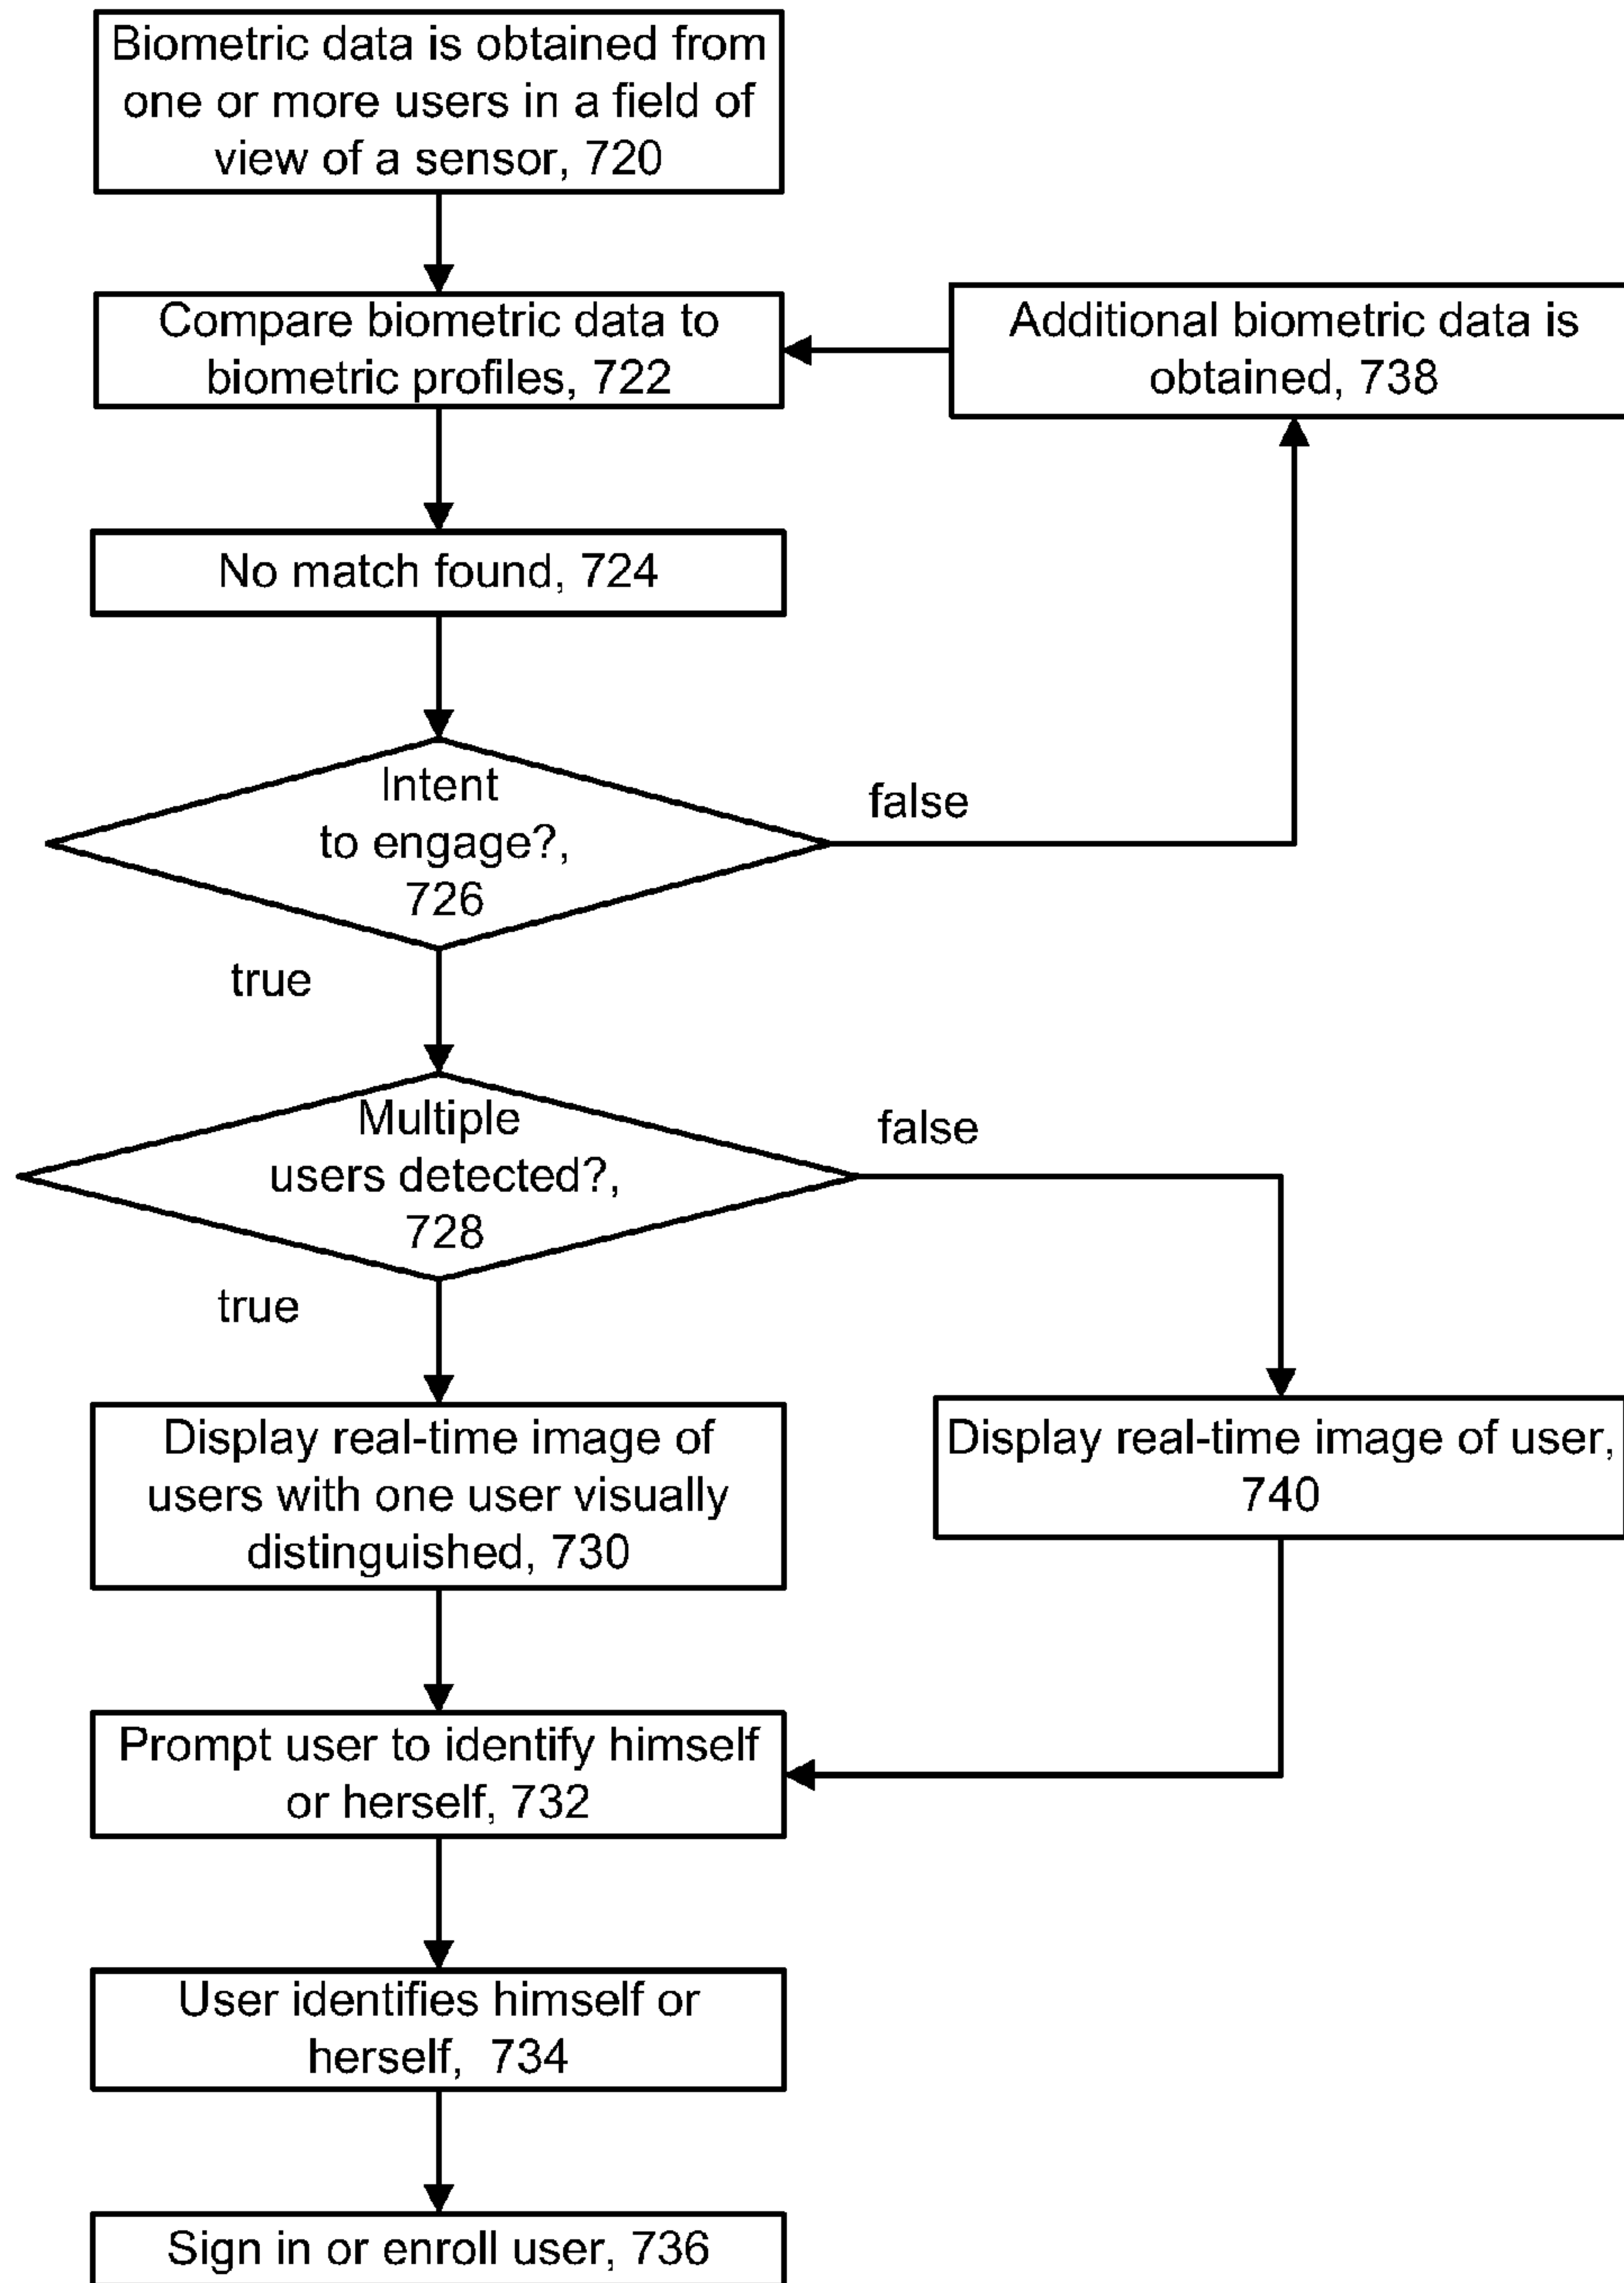 Biometric data is obtained from
one or more users in a field of
view of a sensor, 720
Compare biometric data to
biometric profiles, 722
Additional biometric data is
obtained, 738
No match found, 724
Intent
to engage?,
726
false
true
Multiple
users detected?,
728
false
true
Display real-time image of
users with one user visually
distinguished, 730
Display real-time image of user,
740
Prompt user to identify himself
or herself, 732
User identifies himself or
herself,  734
Sign in or enroll user, 736